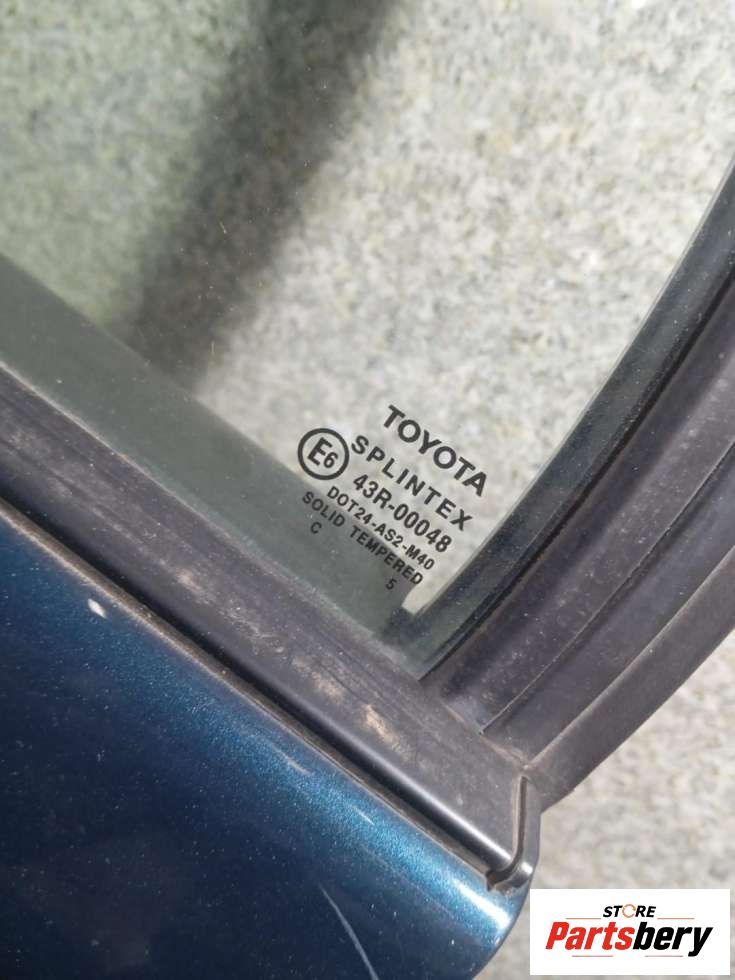 TOYOTA
SPLINTEX
E6
43R-00048
DOT24-AS2-M40
SOLID TEMPERED
C 5
STORE
Partsbery